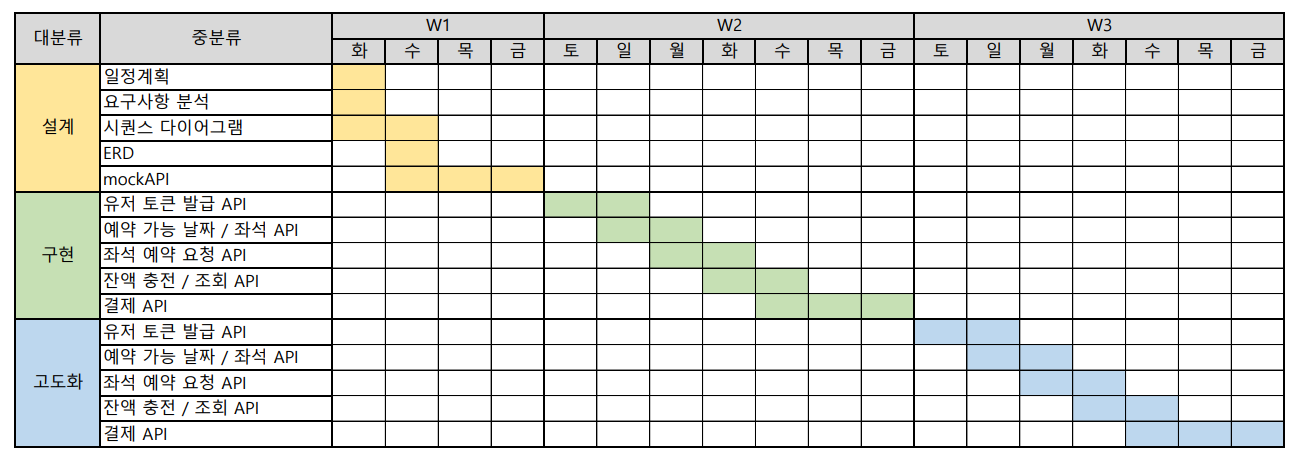 대분류 중분류 W1 W2 W3
화 수 목 금 토 일 월 화 수 목 금 토 일 월 화 수 목 금
설계
일정계획
요구사항 분석
시퀀스 다이어그램
ERD
mockAPI
구현
유저 토큰 발급 API
예약 가능 날짜 / 좌석 API
좌석 예약 요청 API
잔액 충전 / 조회 API
결제 API
고도화
유저 토큰 발급 API
예약 가능 날짜 / 좌석 API
좌석 예약 요청 API
잔액 충전 / 조회 API
결제 API